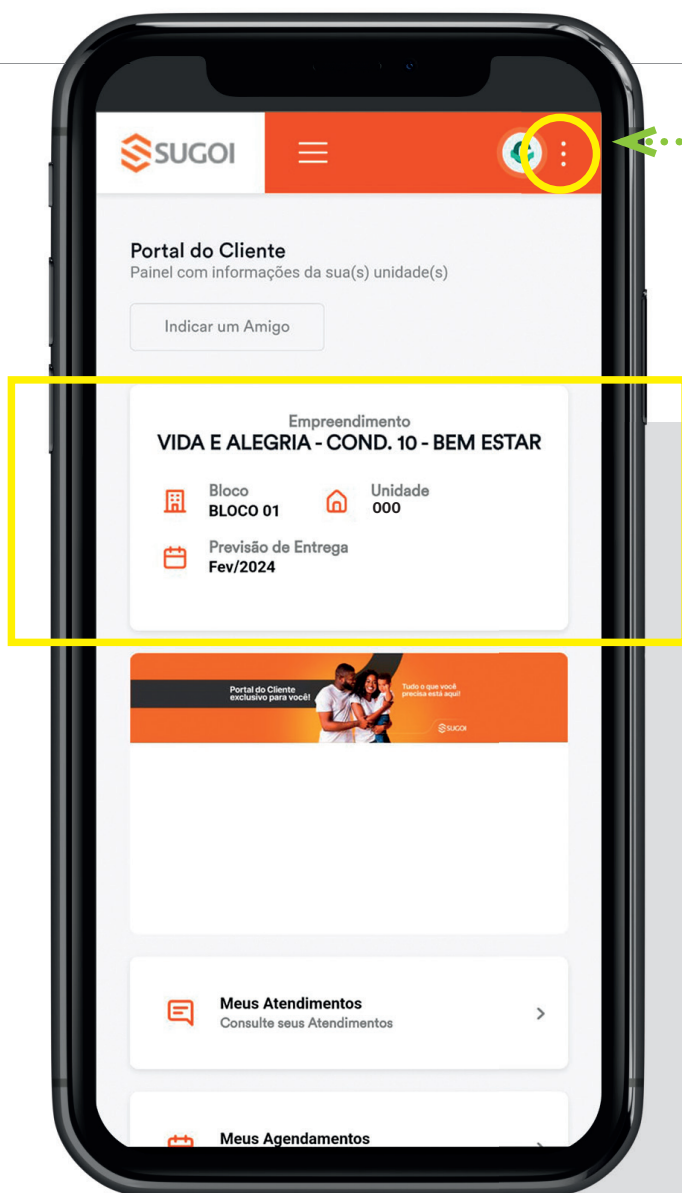 SUGOI
Portal do Cliente
Painel com informações da sua(s) unidade(s)
Indicar um Amigo
Empreendimento
VIDA E ALEGRIA - COND. 10 - BEM ESTAR
Bloco
BLOCO 01
Unidade
000
Previsão de Entrega
Fev/2024
Portal do Cliente
exclusivo para você!
Tudo o que você
precisa está aqui!
SUGOI
Meus Atendimentos
Consulte seus Atendimentos
Meus Agendamentos